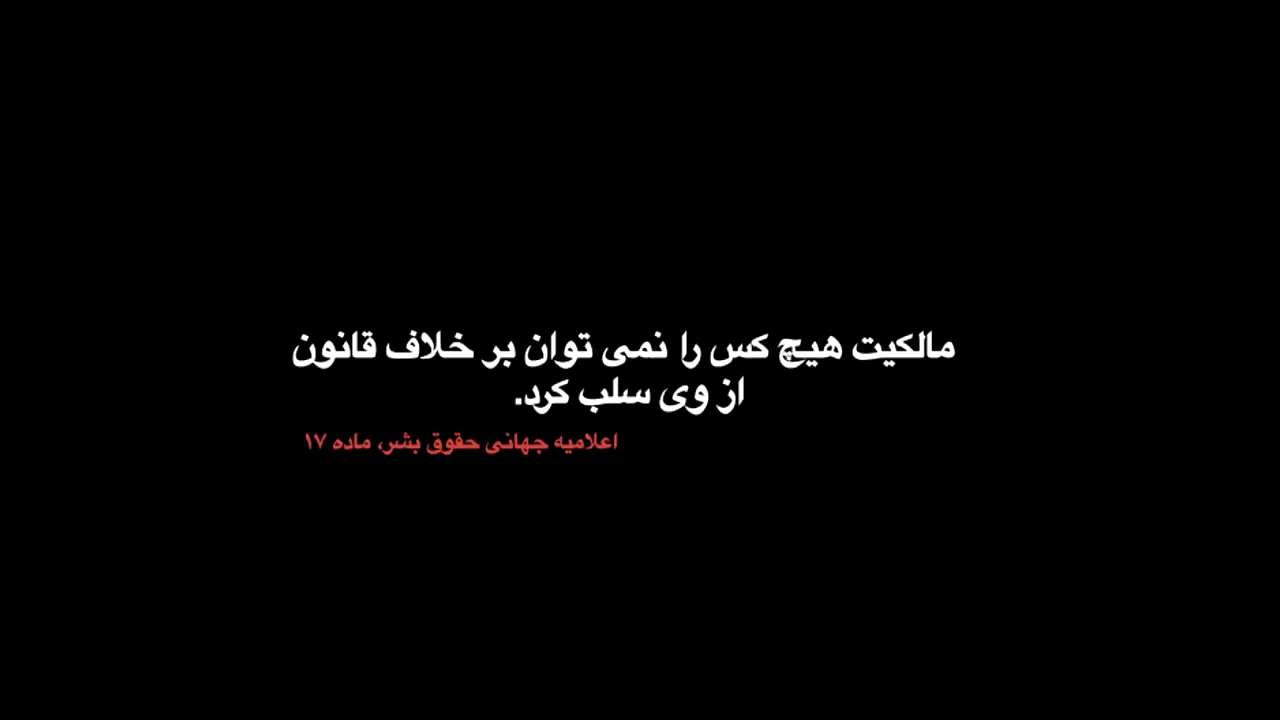 مالکیت هیچ کس را نمی توان بر خلاف قانون
از وی سلب کرد.
اعلامیه جهانی حقوق بشر، ماده ۱۷